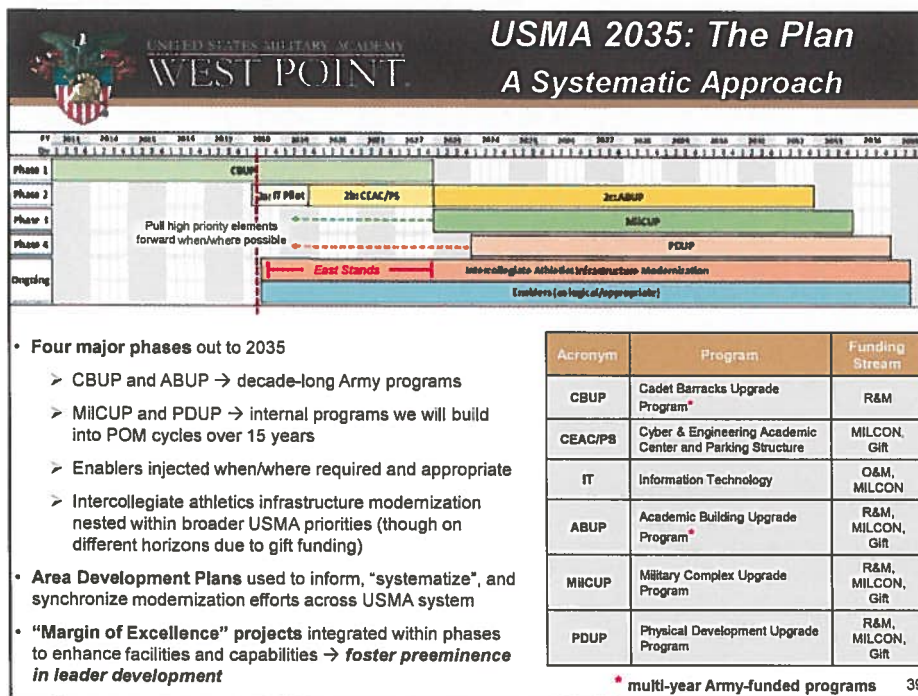 UNITED STATES MILITARY ACADEMY
WEST POINT.
USMA 2035: The Plan
A Systematic Approach
FY
Phase 1
CBUP
Phase 2
2a: IT Pilot
2b: CEAC/PS
2c: ABUP
Phase 3
MilCUP
Pull high priority elements
forward when/where possible
Phase 4
PDUP
Ongoing
East Stands
Intercollegiate Athletics Infrastructure Modernization
Enablers (as logical/appropriate)
• Four major phases out to 2035
➢ CBUP and ABUP → decade-long Army programs
➢ MilCUP and PDUP → internal programs we will build
into POM cycles over 15 years
➢ Enablers injected when/where required and appropriate
➢ Intercollegiate athletics infrastructure modernization
nested within broader USMA priorities (though on
different horizons due to gift funding)
• Area Development Plans used to inform, "systematize", and
synchronize modernization efforts across USMA system
• "Margin of Excellence" projects integrated within phases
to enhance facilities and capabilities → foster preeminence
in leader development
Acronym Program Funding
Stream
CBUP Cadet Barracks Upgrade
Program* R&M
CEAC/PS Cyber & Engineering Academic
Center and Parking Structure MILCON,
Gift
IT Information Technology O&M,
MILCON
ABUP Academic Building Upgrade
Program* R&M,
MILCON,
Gift
MilCUP Military Complex Upgrade
Program R&M,
MILCON,
Gift
PDUP Physical Development Upgrade
Program R&M,
MILCON,
Gift
* multi-year Army-funded programs 39